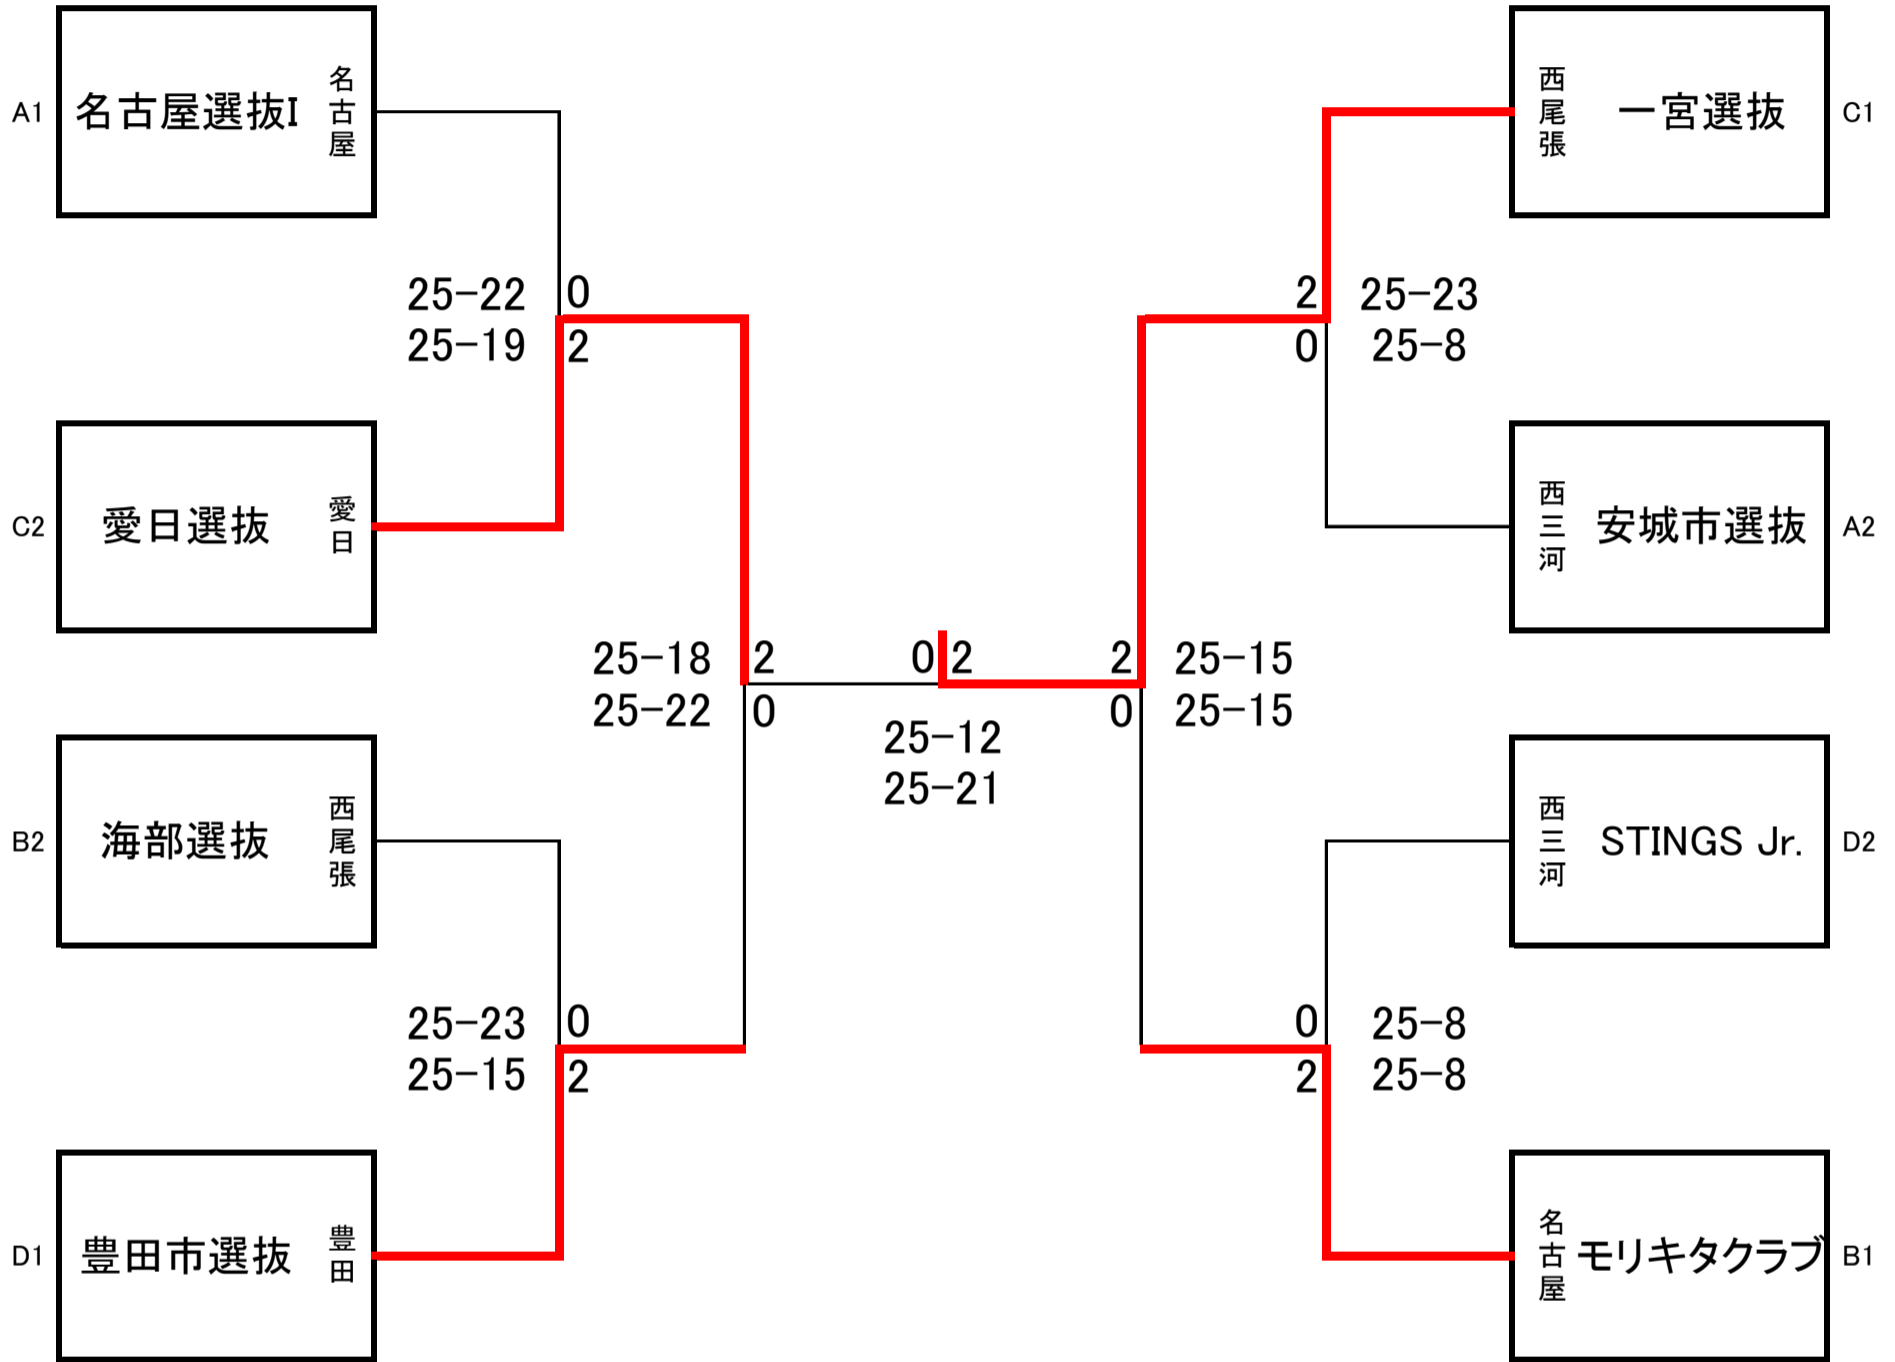 A1
名古屋選抜I
名古屋
C2
愛日選抜
愛日
B2
海部選抜
西尾張
D1
豊田市選抜
豊田
25-22
25-19
0
2
25-23
25-15
0
2
25-18
25-22
2
0
0
2
25-12
25-21
2
0
25-15
25-15
2
0
25-23
25-8
0
2
25-8
25-8
西尾張
一宮選抜
C1
西三河
安城市選抜
A2
西三河
STINGS Jr.
D2
名古屋
モリキタクラブ
B1